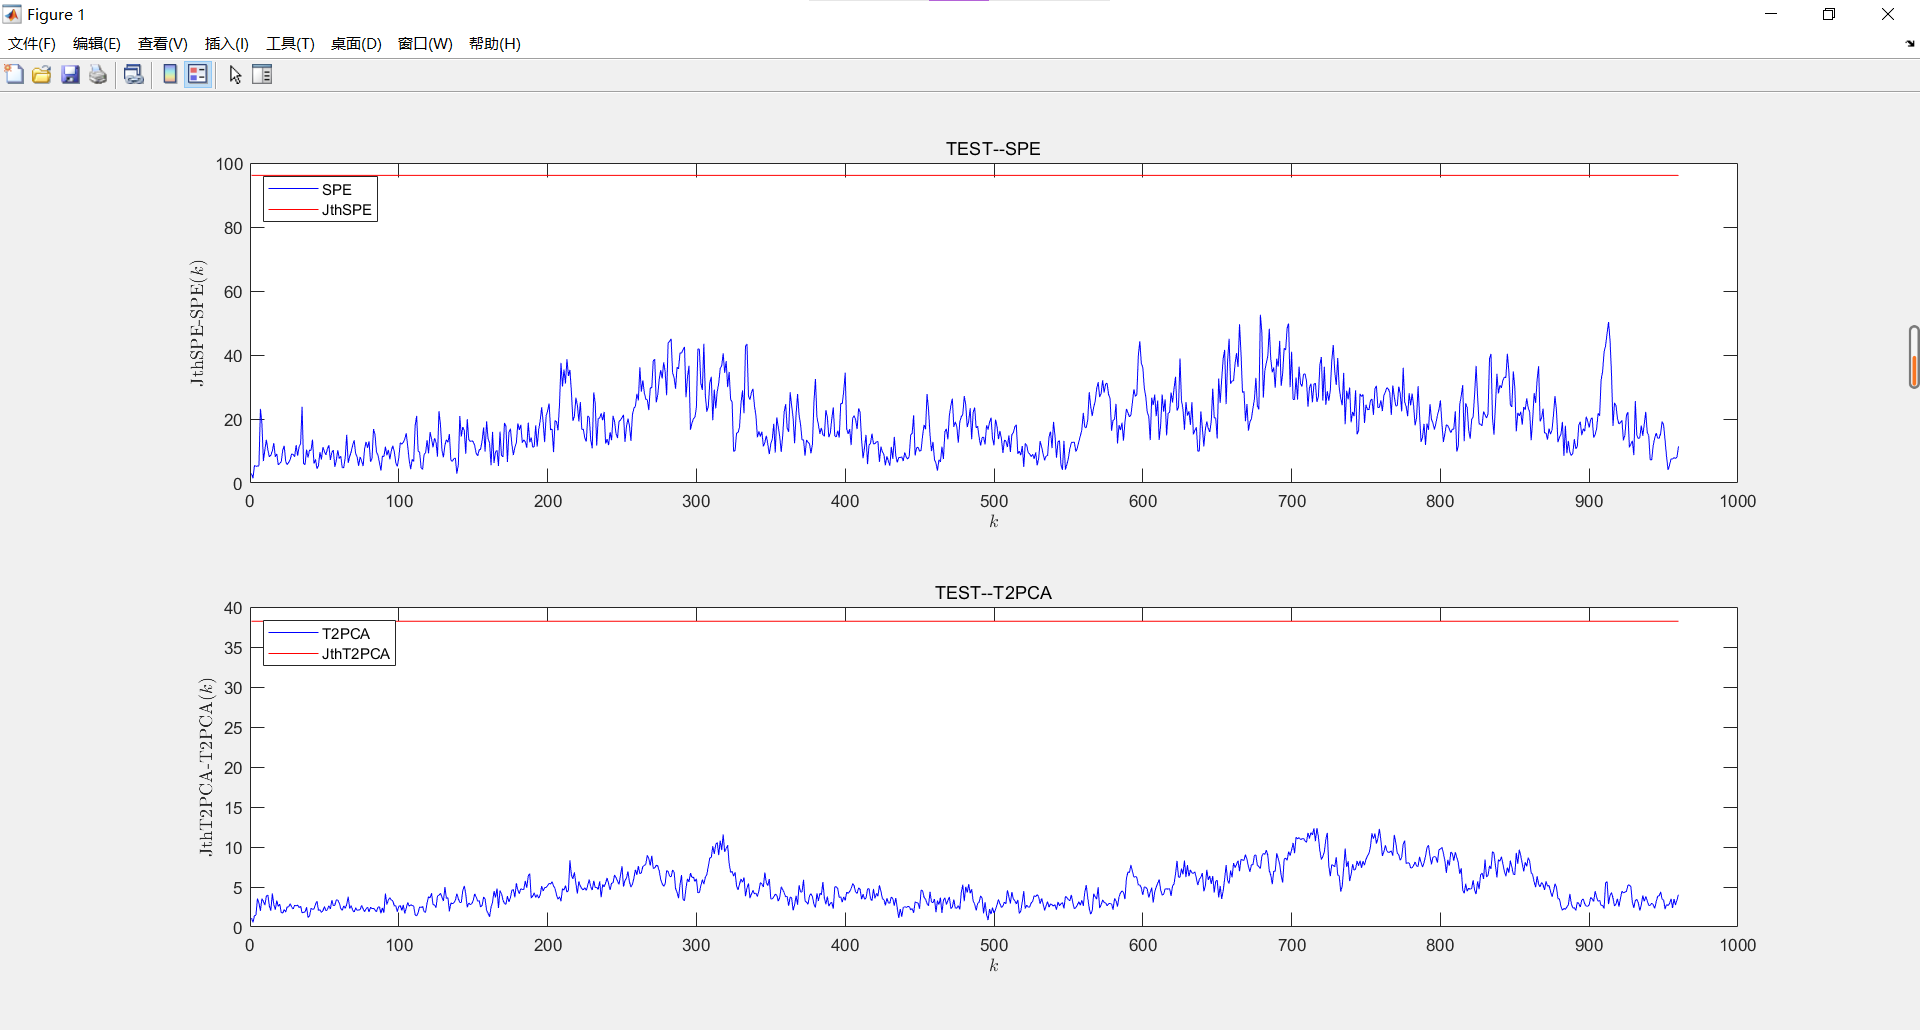 Figure 1
文件(F) 编辑(E) 查看(V) 插入(I) 工具(T) 桌面(D) 窗口(W) 帮助(H)
TEST--SPE
100
80
60
40
20
0
JthSPE-SPE(k)
SPE
JthSPE
0 100 200 300 400 500 600 700 800 900 1000
k
TEST--T2PCA
40
35
30
25
20
15
10
5
0
JthT2PCA-T2PCA(k)
T2PCA
JthT2PCA
0 100 200 300 400 500 600 700 800 900 1000
k